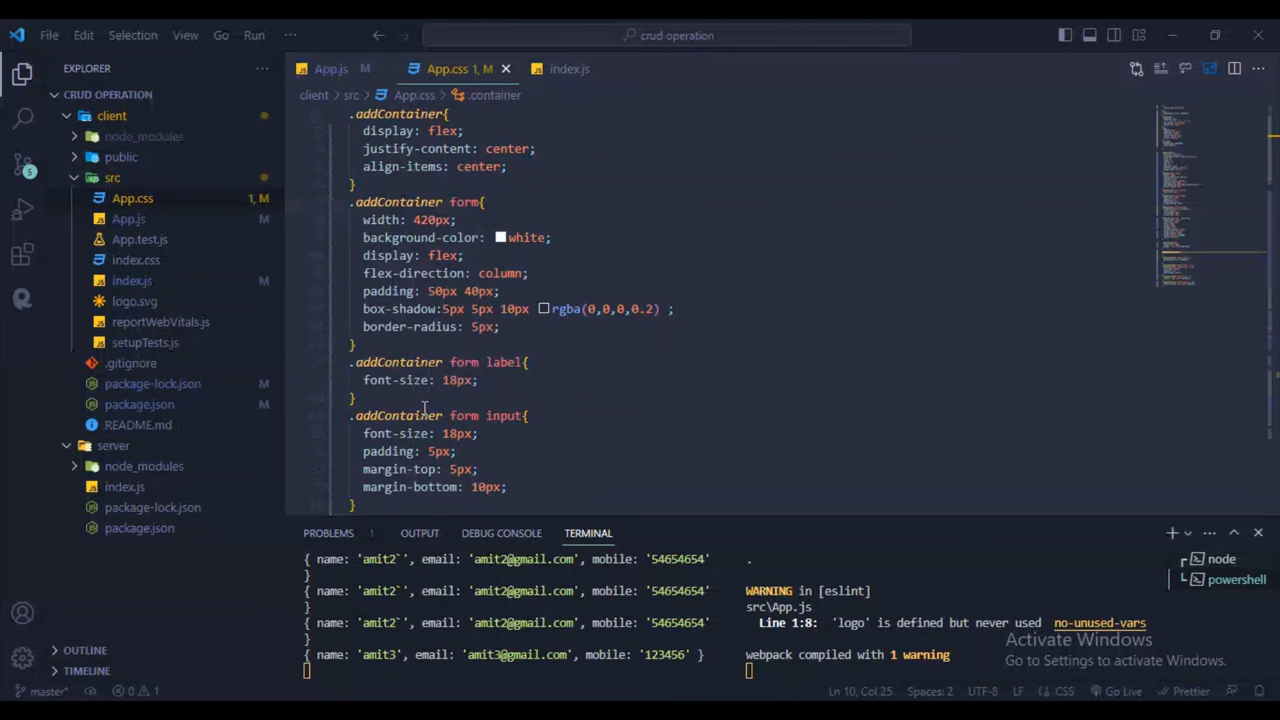 File Edit Selection View Go Run ··· crud operation
EXPLORER ···
App.js M App.css 1, M index.js
CRUD OPERATION
client > src > App.css > .container
client
node_modules
public
src
App.css 1, M
App.js M
App.test.js
index.css
index.js M
logo.svg
reportWebVitals.js
setupTests.js
.gitignore
package-lock.json M
package.json M
README.md
server
node_modules
index.js
package-lock.json
package.json
OUTLINE
TIMELINE
5
.addContainer{
display: flex;
justify-content: center;
align-items: center;
}
.addContainer form{
width: 420px;
background-color: white;
display: flex;
flex-direction: column;
padding: 50px 40px;
box-shadow:5px 5px 10px rgba(0,0,0,0.2) ;
border-radius: 5px;
}
.addContainer form label{
font-size: 18px;
}
.addContainer form input{
font-size: 18px;
padding: 5px;
margin-top: 5px;
margin-bottom: 10px;
}
PROBLEMS 1 OUTPUT DEBUG CONSOLE TERMINAL
{ name: 'amit2`', email: 'amit2@gmail.com', mobile: '54654654'
}
{ name: 'amit2`', email: 'amit2@gmail.com', mobile: '54654654'
}
{ name: 'amit2`', email: 'amit2@gmail.com', mobile: '54654654'
}
{ name: 'amit3', email: 'amit3@gmail.com', mobile: '123456' }
.
WARNING in [eslint]
src\App.js
Line 1:8: 'logo' is defined but never used no-unused-vars
webpack compiled with 1 warning
node
powershell
Activate Windows
Go to Settings to activate Windows.
master* 0 1 Ln 10, Col 25 Spaces: 2 UTF-8 LF CSS Go Live Prettier